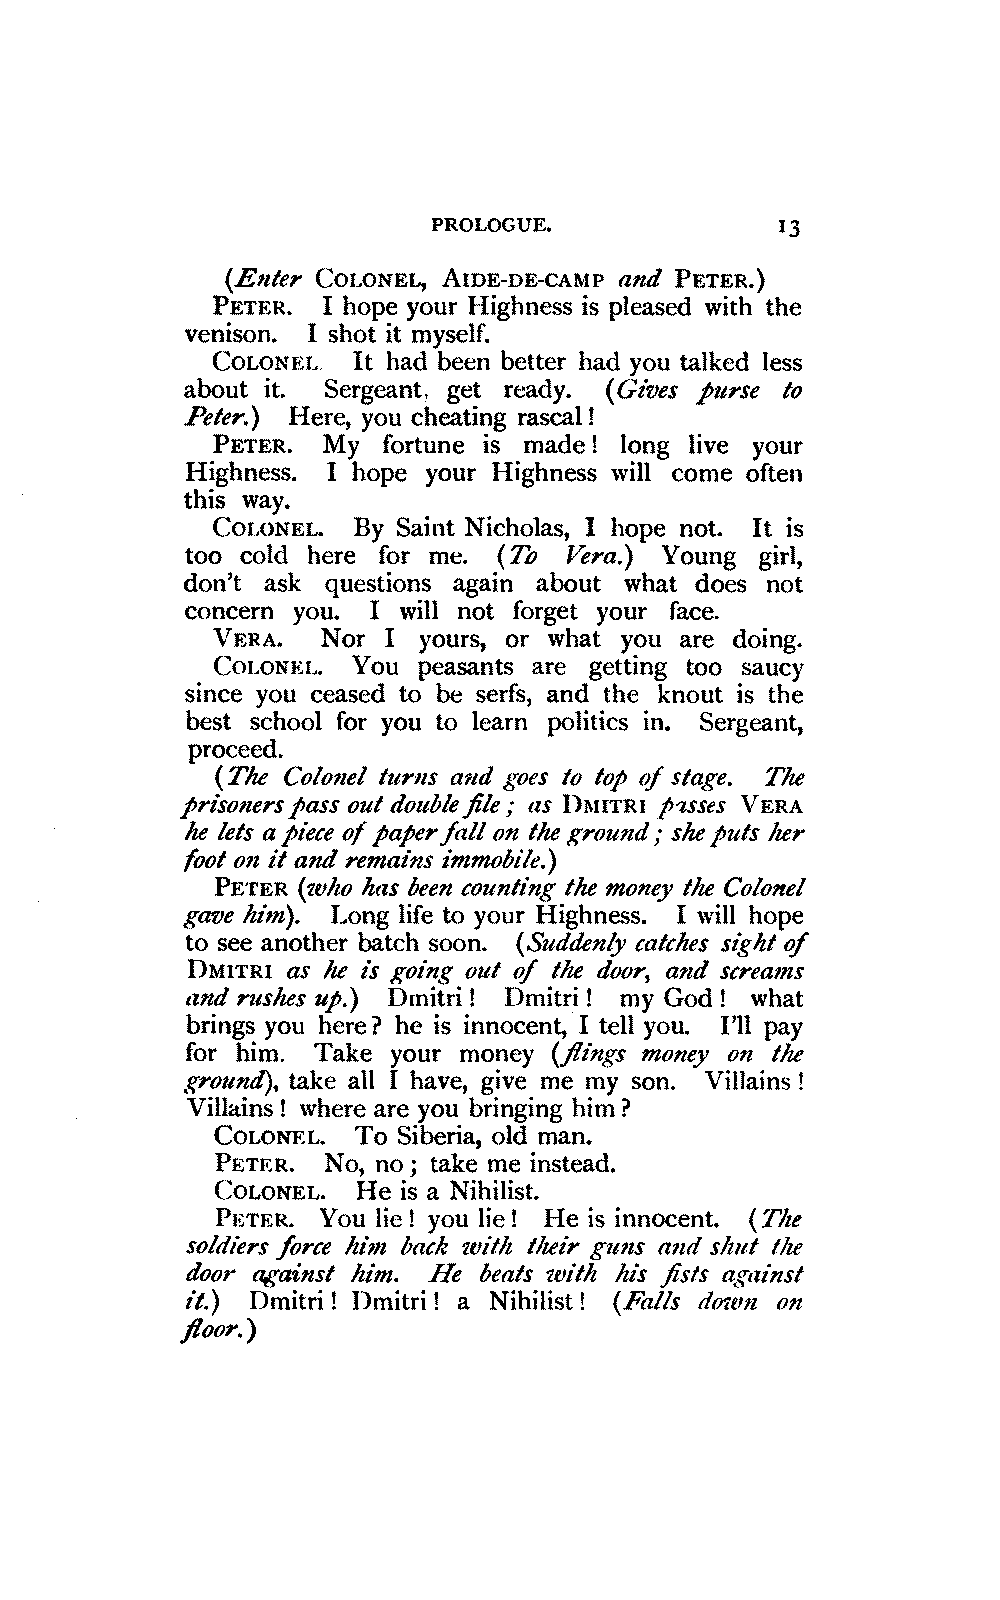 PROLOGUE. 13
(Enter COLONEL, AIDE-DE-CAMP and PETER.)
PETER. I hope your Highness is pleased with the
venison. I shot it myself.
COLONEL. It had been better had you talked less
about it. Sergeant, get ready. (Gives purse to
Peter.) Here, you cheating rascal!
PETER. My fortune is made! long live your
Highness. I hope your Highness will come often
this way.
COLONEL. By Saint Nicholas, I hope not. It is
too cold here for me. (To Vera.) Young girl,
don't ask questions again about what does not
concern you. I will not forget your face.
VERA. Nor I yours, or what you are doing.
COLONEL. You peasants are getting too saucy
since you ceased to be serfs, and the knout is the
best school for you to learn politics in. Sergeant,
proceed.
(The Colonel turns and goes to top of stage. The
prisoners pass out double file; as DMITRI passes VERA
he lets a piece of paper fall on the ground; she puts her
foot on it and remains immobile.)
PETER (who has been counting the money the Colonel
gave him). Long life to your Highness. I will hope
to see another batch soon. (Suddenly catches sight of
DMITRI as he is going out of the door, and screams
and rushes up.) Dmitri! Dmitri! my God! what
brings you here? he is innocent, I tell you. I'll pay
for him. Take your money (flings money on the
ground), take all I have, give me my son. Villains!
Villains! where are you bringing him?
COLONEL. To Siberia, old man.
PETER. No, no; take me instead.
COLONEL. He is a Nihilist.
PETER. You lie! you lie! He is innocent. (The
soldiers force him back with their guns and shut the
door against him. He beats with his fists against
it.) Dmitri! Dmitri! a Nihilist! (Falls down on
floor.)